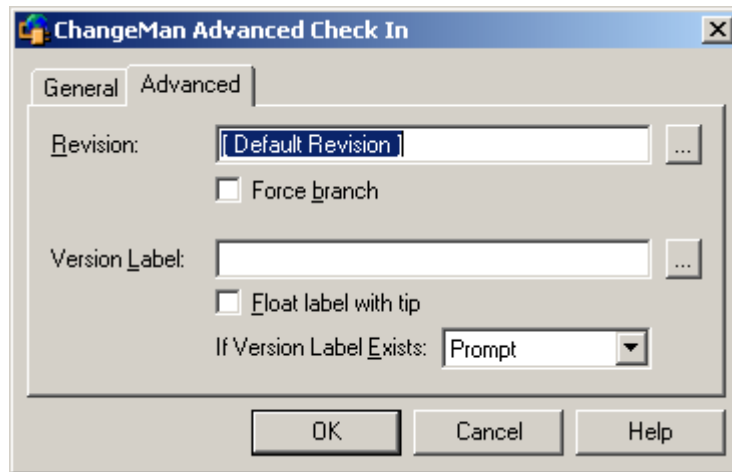 ChangeMan Advanced Check In
General Advanced
Revision: [ Default Revision ] ...
Force branch
Version Label: ...
Float label with tip
If Version Label Exists: Prompt
OK Cancel Help